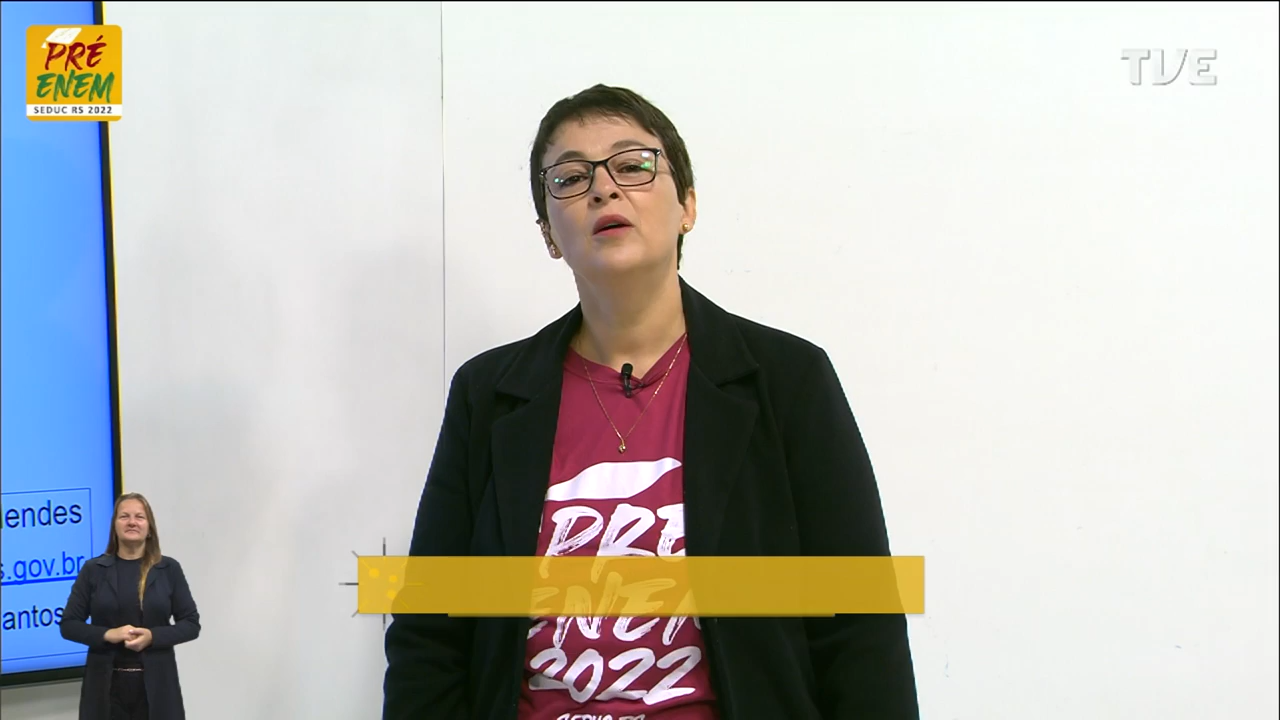 PRÉ
ENEM
SEDUC RS 2022
TVE
endes
s.gov.br
antos
PRÉ
ENEM
2022